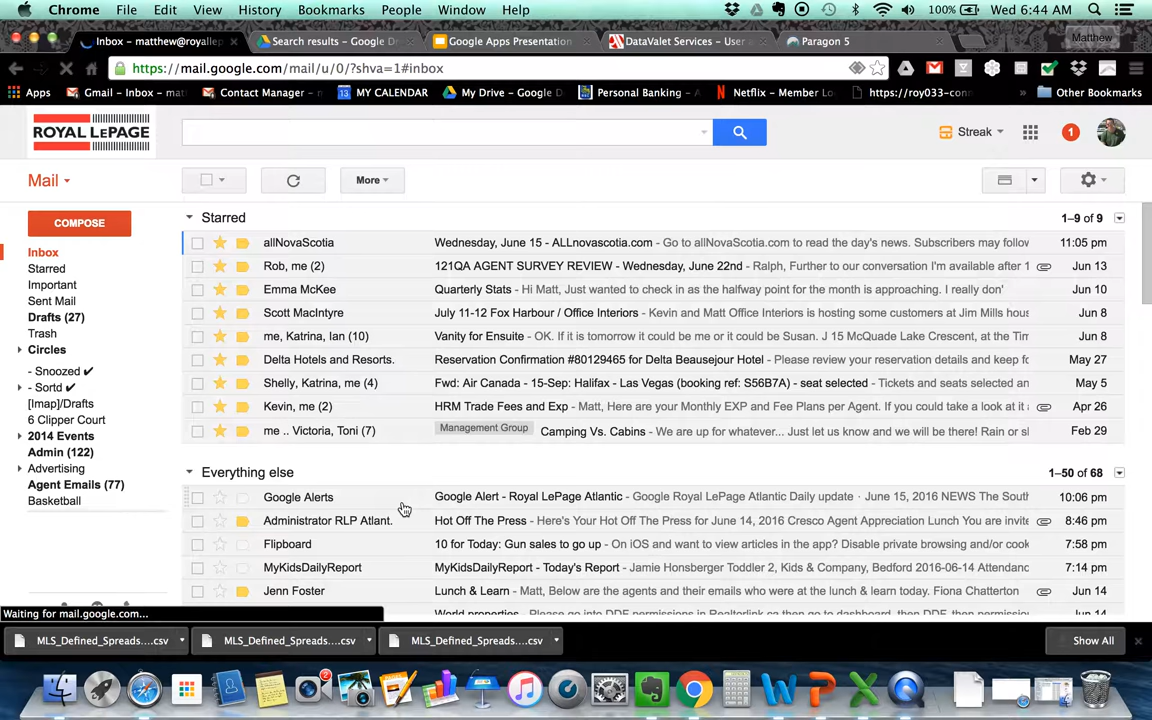 Chrome File Edit View History Bookmarks People Window Help 100% Wed 6:44 AM
Inbox - matthew@royallep Search results - Google D Google Apps Presentation DataValet Services - User a Paragon 5 Matthew
https://mail.google.com/mail/u/0/?shva=1#inbox
Apps Gmail - Inbox - mat Contact Manager - MY CALENDAR My Drive - Google D Personal Banking - A Netflix - Member Lo https://roy033-con » Other Bookmarks
ROYAL LEPAGE Streak 1
Mail More
COMPOSE
Starred 1–9 of 9
Inbox
Starred
Important
Sent Mail
Drafts (27)
Trash
Circles
- Snoozed ✔
- Sortd ✔
[Imap]/Drafts
6 Clipper Court
2014 Events
Admin (122)
Advertising
Agent Emails (77)
Basketball
allNovaScotia Wednesday, June 15 - ALLnovascotia.com - Go to allNovaScotia.com to read the day's news. Subscribers may follow 11:05 pm
Rob, me (2) 121QA AGENT SURVEY REVIEW - Wednesday, June 22nd - Ralph, Further to our conversation I'm available after 1 Jun 13
Emma McKee Quarterly Stats - Hi Matt, Just wanted to check in as the halfway point for the month is approaching. I really don' Jun 10
Scott MacIntyre July 11-12 Fox Harbour / Office Interiors - Kevin and Matt Office Interiors is hosting some customers at Jim Mills hous Jun 8
me, Katrina, Ian (10) Vanity for Ensuite - OK. If it is tomorrow it could be me or it could be Susan. J 15 McQuade Lake Crescent, at the Tim Jun 8
Delta Hotels and Resorts. Reservation Confirmation #80129465 for Delta Beausejour Hotel - Please review your reservation details and keep fo May 27
Shelly, Katrina, me (4) Fwd: Air Canada - 15-Sep: Halifax - Las Vegas (booking ref: S56B7A) - seat selected - Tickets and seats selected an May 5
Kevin, me (2) HRM Trade Fees and Exp - Matt, Here are your Monthly EXP and Fee Plans per Agent. If you could take a look at it Apr 26
me .. Victoria, Toni (7) Management Group Camping Vs. Cabins - We are up for whatever... Just let us know and we will be there! Rain or sh Feb 29
Everything else 1–50 of 68
Google Alerts Google Alert - Royal LePage Atlantic - Google Royal LePage Atlantic Daily update · June 15, 2016 NEWS The South 10:06 pm
Administrator RLP Atlant. Hot Off The Press - Here's Your Hot Off The Press for June 14, 2016 Cresco Agent Appreciation Lunch You are invite 8:46 pm
Flipboard 10 for Today: Gun sales to go up - On iOS and want to view articles in the app? Disable private browsing and/or cook 7:58 pm
MyKidsDailyReport MyKidsDailyReport - Today's Report - Jamie Honsberger Toddler 2, Kids & Company, Bedford 2016-06-14 Attendanc 7:14 pm
Jenn Foster Lunch & Learn - Matt, Below are the agents and their emails who were at the lunch & learn today. Fiona Chatterton Jun 14
Waiting for mail.google.com...
MLS_Defined_Spreads....csv MLS_Defined_Spreads....csv MLS_Defined_Spreads....csv Show All